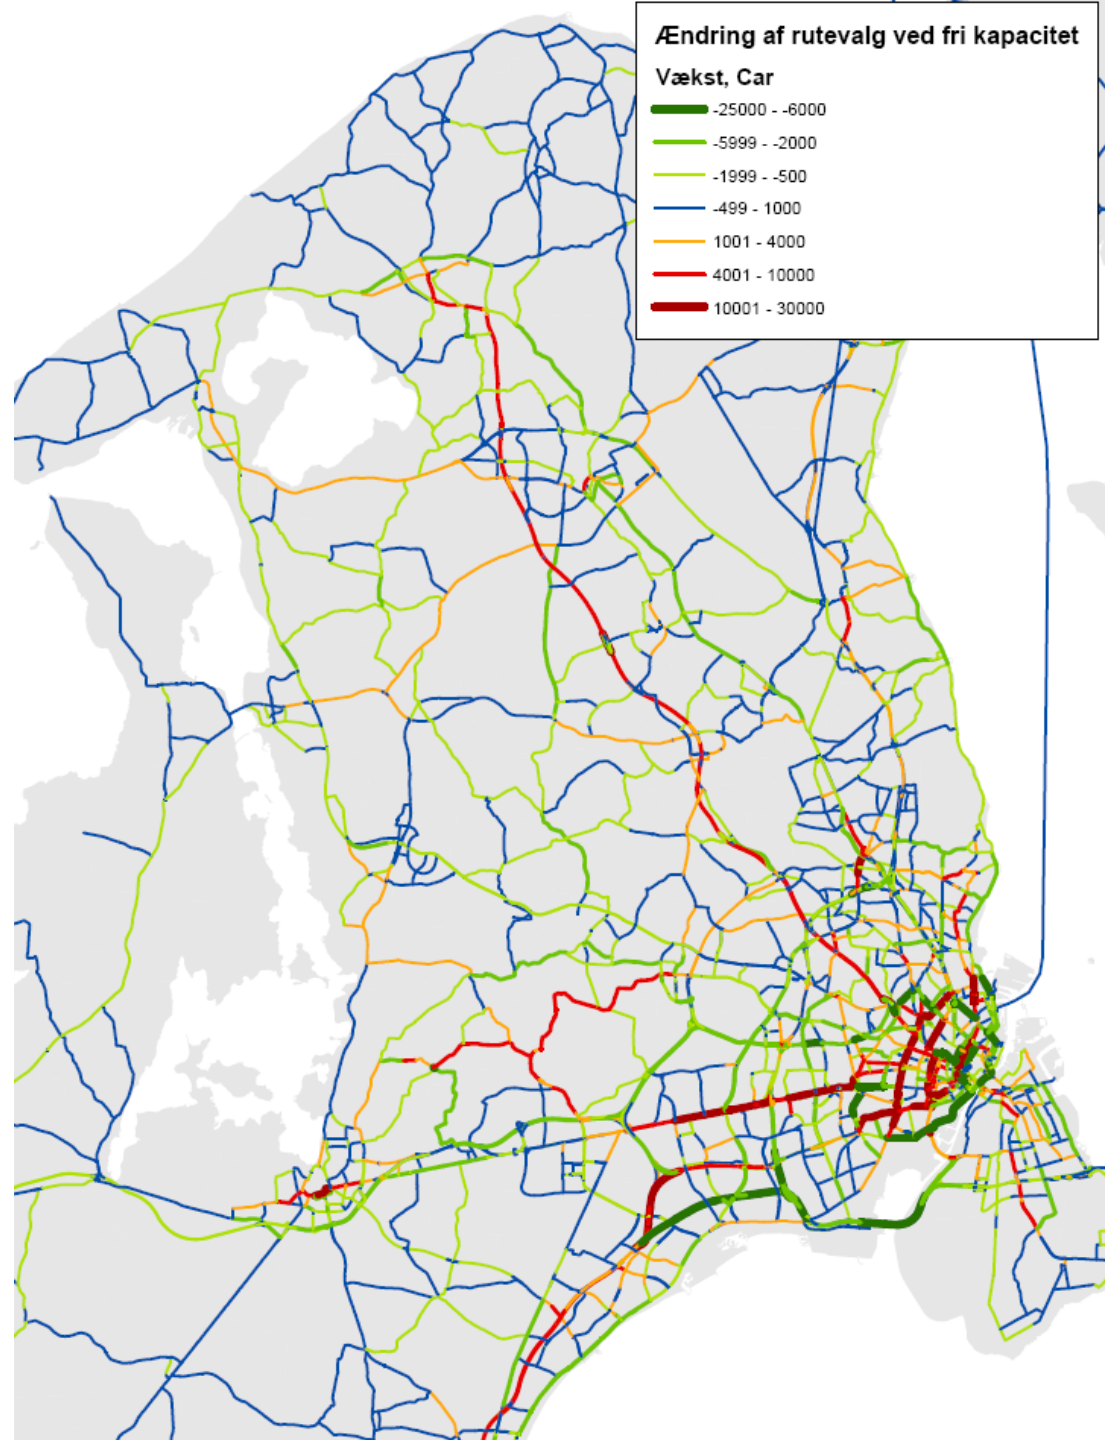 Ændring af rutevalg ved fri kapacitet
Vækst, Car
-25000 - -6000
-5999 - -2000
-1999 - -500
-499 - 1000
1001 - 4000
4001 - 10000
10001 - 30000